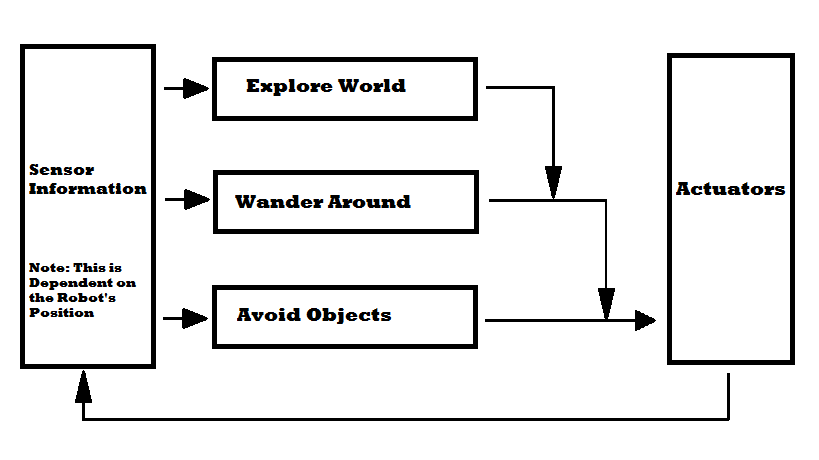 Explore World
Sensor
Information
Wander Around
Actuators
Note: This is
Dependent on
the Robot's
Position
Avoid Objects